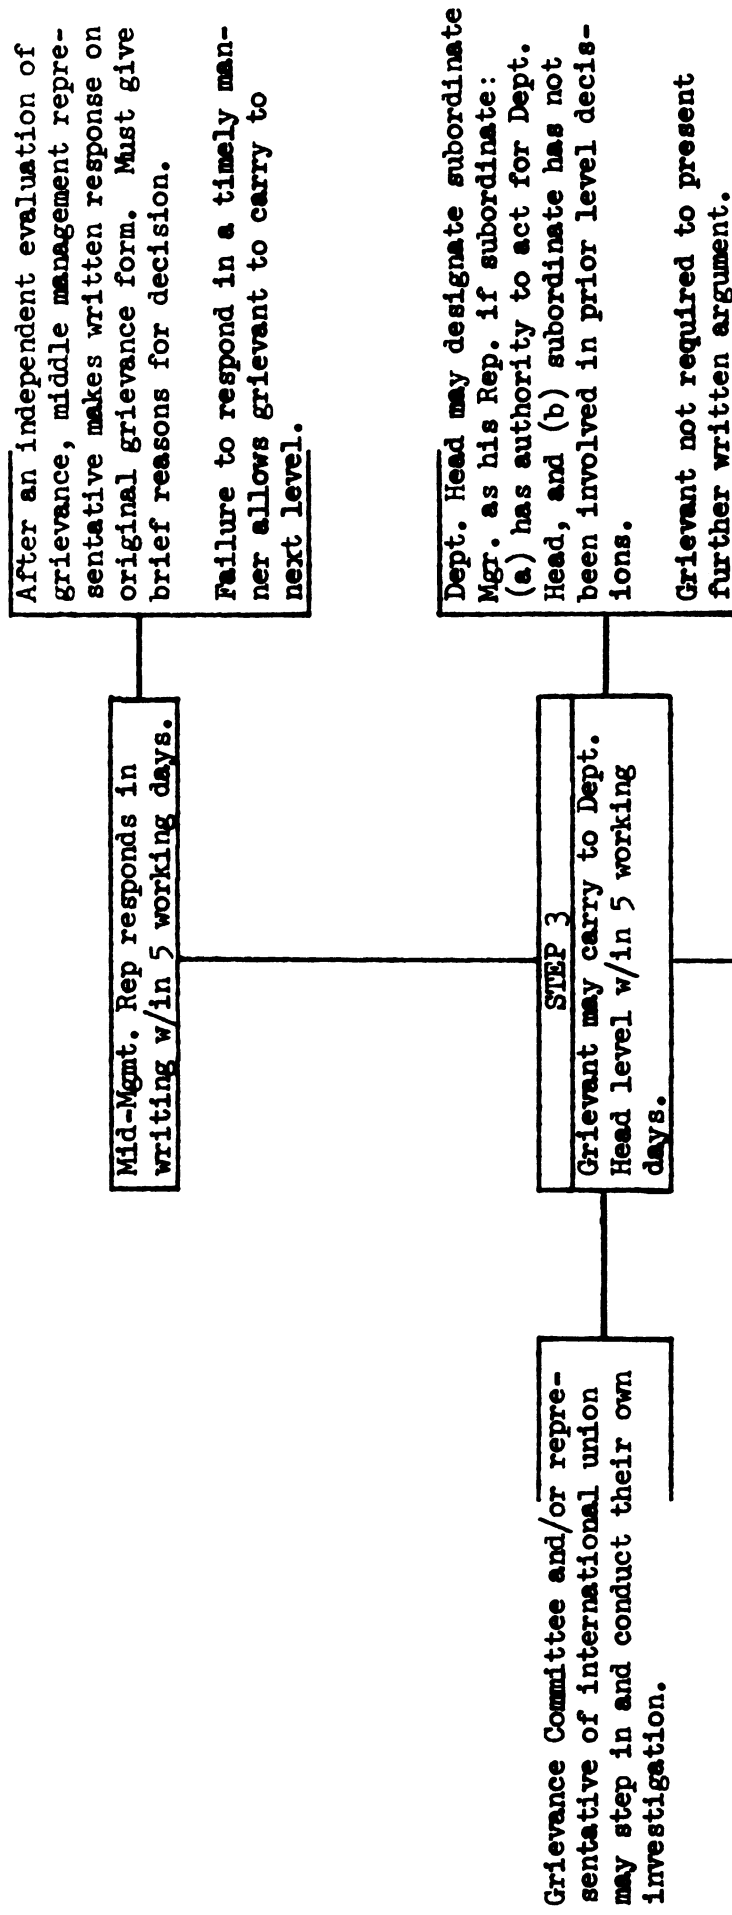 After an independent evaluation of
grievance, middle management repre-
sentative makes written response on
original grievance form. Must give
brief reasons for decision.
Failure to respond in a timely man-
ner allows grievant to carry to
next level.
Mid-Mgmt. Rep responds in
writing w/in 5 working days.
Dept. Head may designate subordinate
Mgr. as his Rep. if subordinate:
(a) has authority to act for Dept.
Head, and (b) subordinate has not
been involved in prior level decis-
ions.
Grievant not required to present
further written argument.
STEP 3
Grievant may carry to Dept.
Head level w/in 5 working
days.
Grievance Committee and/or repre-
sentative of international union
may step in and conduct their own
investigation.